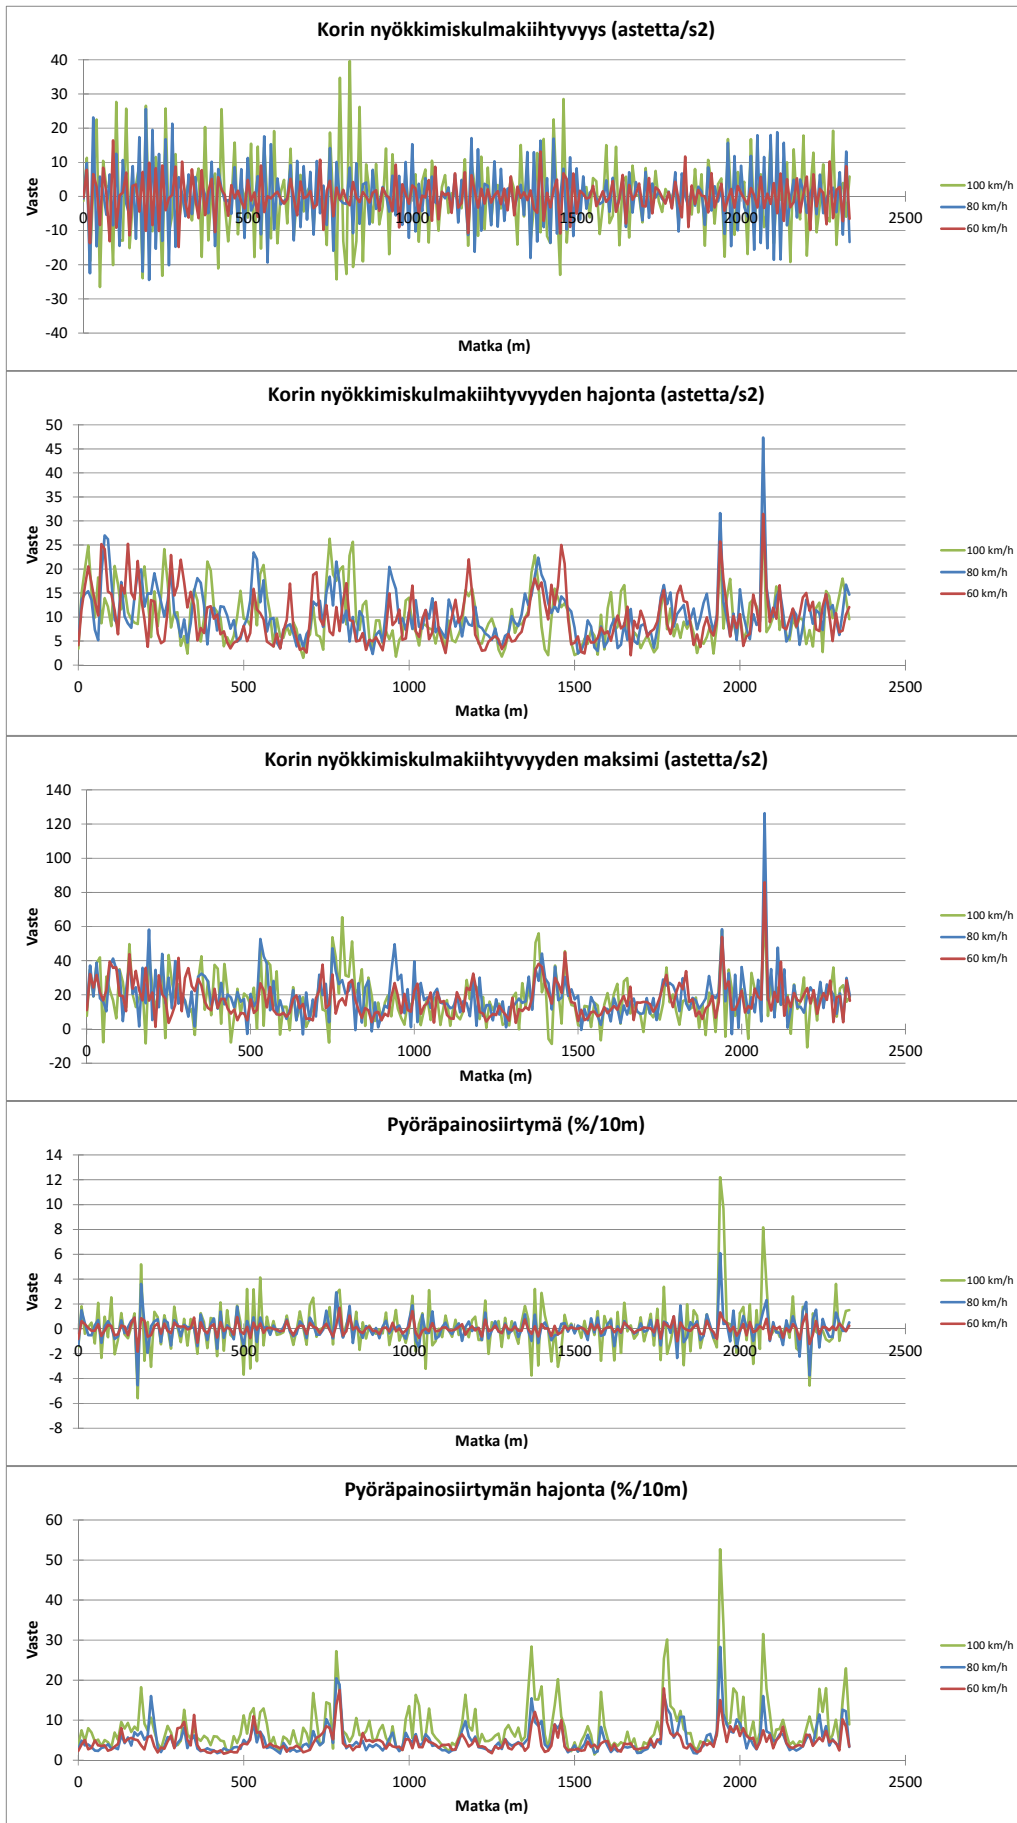 Korin nyökkimiskulmakiihtyvyys (astetta/s2)
40
30
20
10
0
-10
-20
-30
-40
Vaste
0 500 1000 1500 2000 2500
Matka (m)
100 km/h
80 km/h
60 km/h
Korin nyökkimiskulmakiihtyvyyden hajonta (astetta/s2)
50
45
40
35
30
25
20
15
10
5
0
Vaste
0 500 1000 1500 2000 2500
Matka (m)
100 km/h
80 km/h
60 km/h
Korin nyökkimiskulmakiihtyvyyden maksimi (astetta/s2)
140
120
100
80
60
40
20
0
-20
Vaste
0 500 1000 1500 2000 2500
Matka (m)
100 km/h
80 km/h
60 km/h
Pyöräpainosiirtymä (%/10m)
14
12
10
8
6
4
2
0
-2
-4
-6
-8
Vaste
0 500 1000 1500 2000 2500
Matka (m)
100 km/h
80 km/h
60 km/h
Pyöräpainosiirtymän hajonta (%/10m)
60
50
40
30
20
10
0
Vaste
0 500 1000 1500 2000 2500
Matka (m)
100 km/h
80 km/h
60 km/h